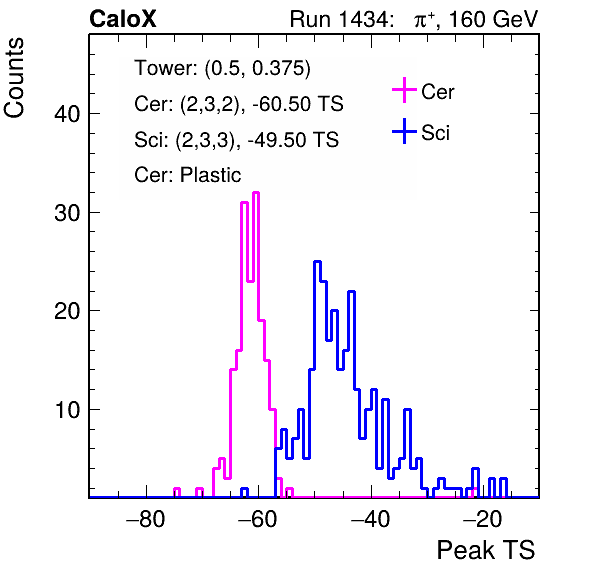 CaloX Run 1434: π⁺, 160 GeV
Counts
Tower: (0.5, 0.375)
Cer: (2,3,2), -60.50 TS
Sci: (2,3,3), -49.50 TS
Cer: Plastic
Cer
Sci
40
30
20
10
−80 −60 −40 −20
Peak TS